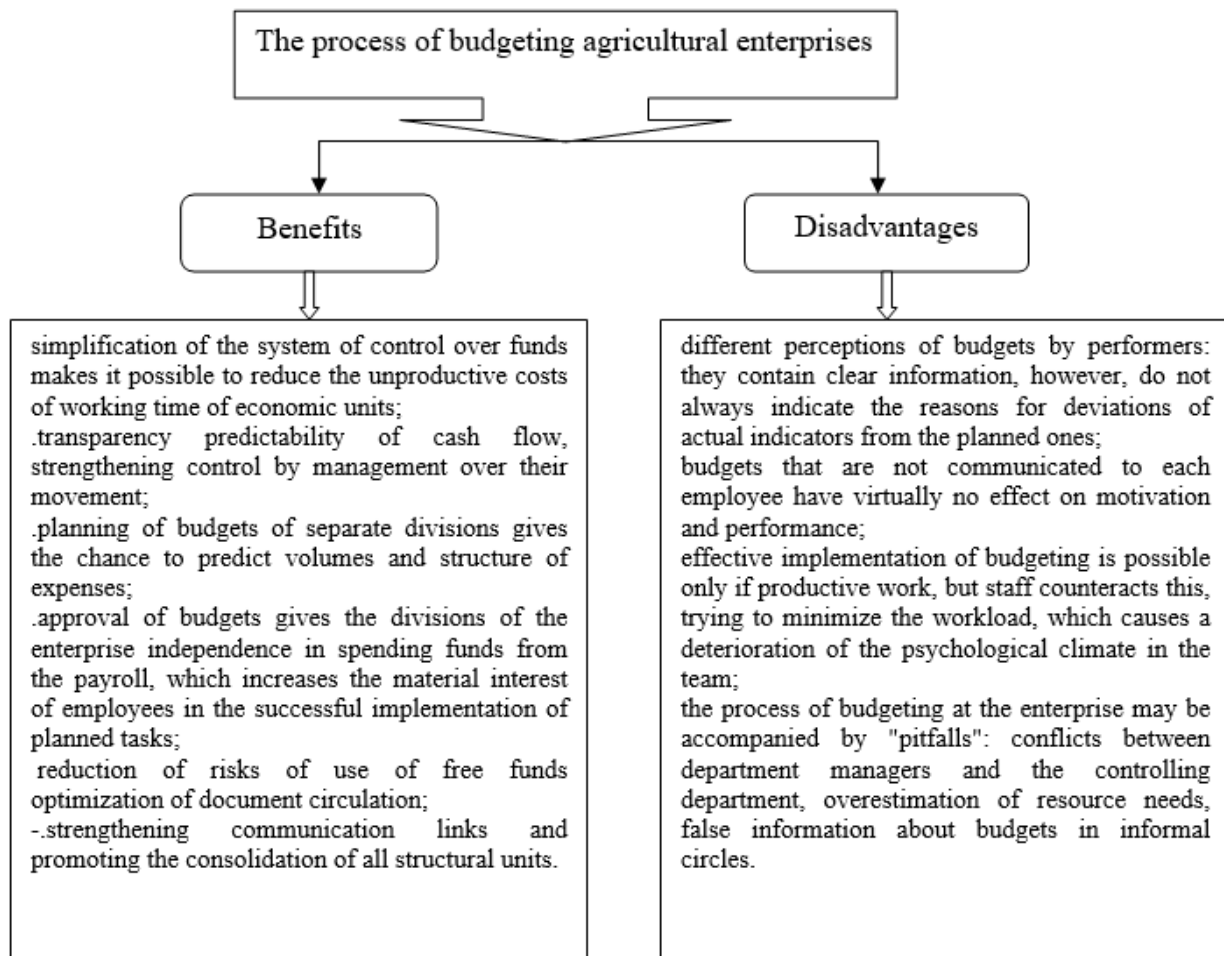 The process of budgeting agricultural enterprises
Benefits
Disadvantages
simplification of the system of control over funds
makes it possible to reduce the unproductive costs
of working time of economic units;
.transparency predictability of cash flow,
strengthening control by management over their
movement;
.planning of budgets of separate divisions gives
the chance to predict volumes and structure of
expenses;
.approval of budgets gives the divisions of the
enterprise independence in spending funds from
the payroll, which increases the material interest
of employees in the successful implementation of
planned tasks;
reduction of risks of use of free funds
optimization of document circulation;
-.strengthening communication links and
promoting the consolidation of all structural units.
different perceptions of budgets by performers:
they contain clear information, however, do not
always indicate the reasons for deviations of
actual indicators from the planned ones;
budgets that are not communicated to each
employee have virtually no effect on motivation
and performance;
effective implementation of budgeting is possible
only if productive work, but staff counteracts this,
trying to minimize the workload, which causes a
deterioration of the psychological climate in the
team;
the process of budgeting at the enterprise may be
accompanied by "pitfalls": conflicts between
department managers and the controlling
department, overestimation of resource needs,
false information about budgets in informal
circles.